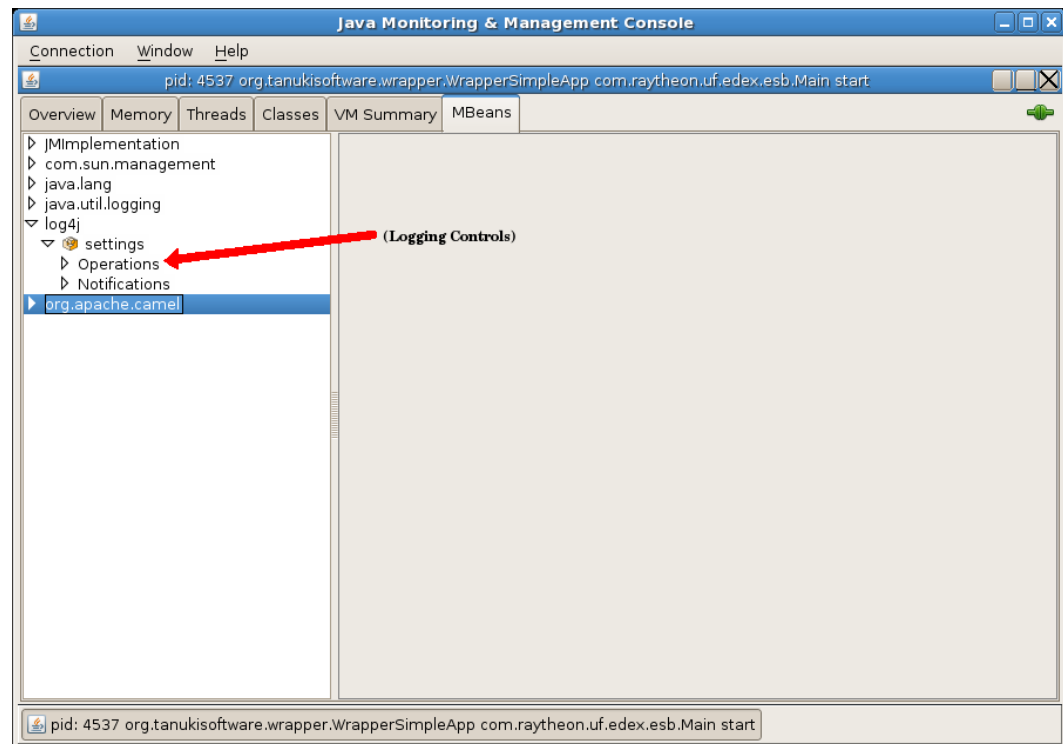 Java Monitoring & Management Console
Connection Window Help
pid: 4537 org.tanukisoftware.wrapper.WrapperSimpleApp com.raytheon.uf.edex.esb.Main start
Overview Memory Threads Classes VM Summary MBeans
JMImplementation
com.sun.management
java.lang
java.util.logging
log4j
settings
(Logging Controls)
Operations
Notifications
org.apache.camel
pid: 4537 org.tanukisoftware.wrapper.WrapperSimpleApp com.raytheon.uf.edex.esb.Main start